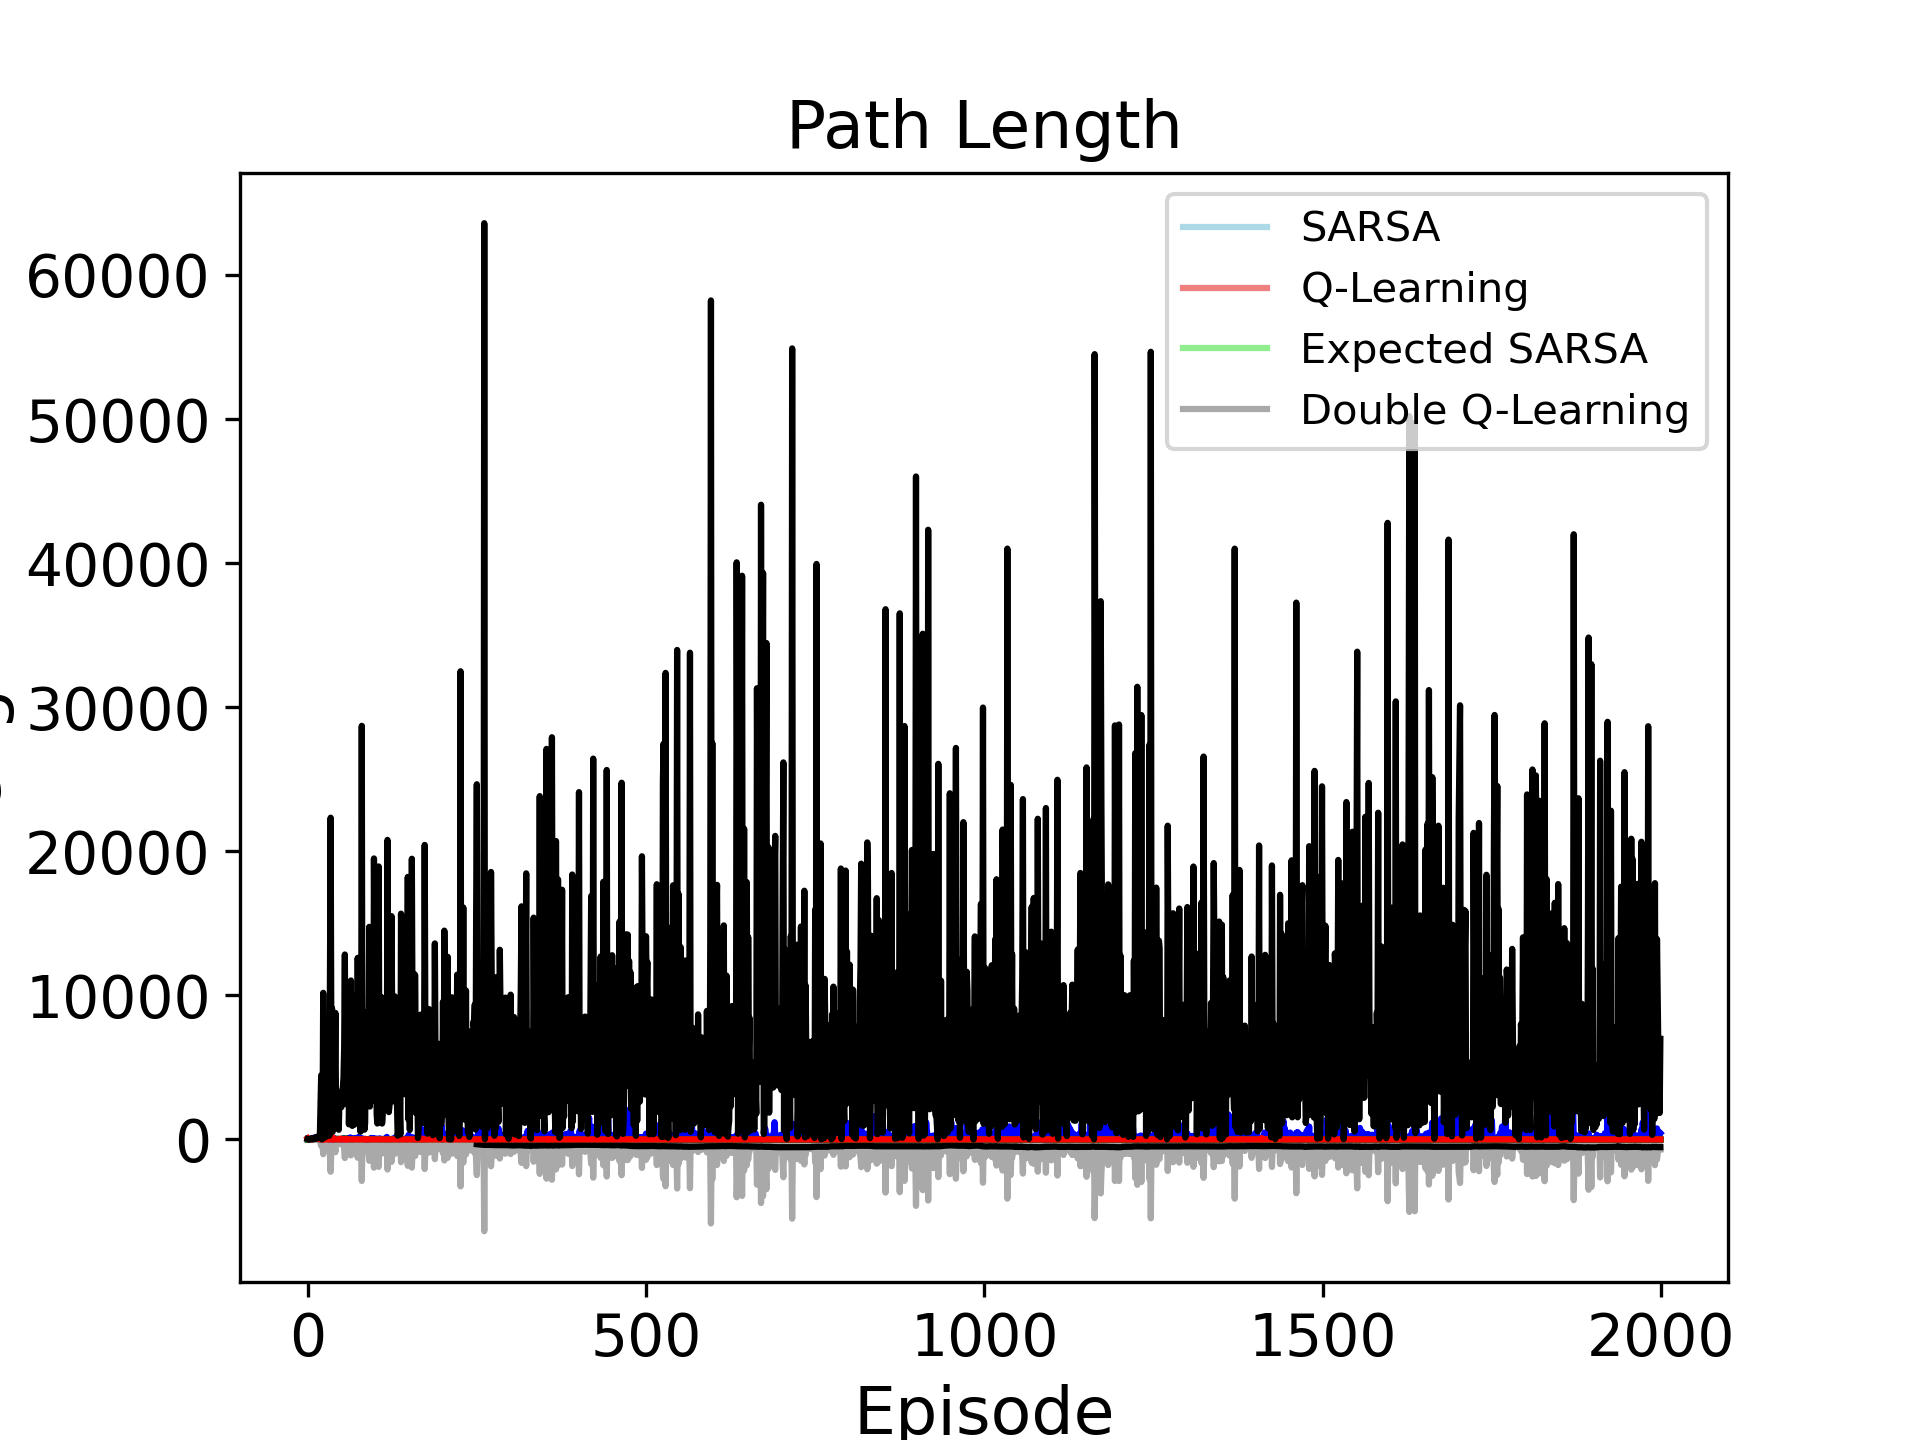 Path Length
60000
50000
40000
30000
20000
10000
0
SARSA
Q-Learning
Expected SARSA
Double Q-Learning
0 500 1000 1500 2000
Episode